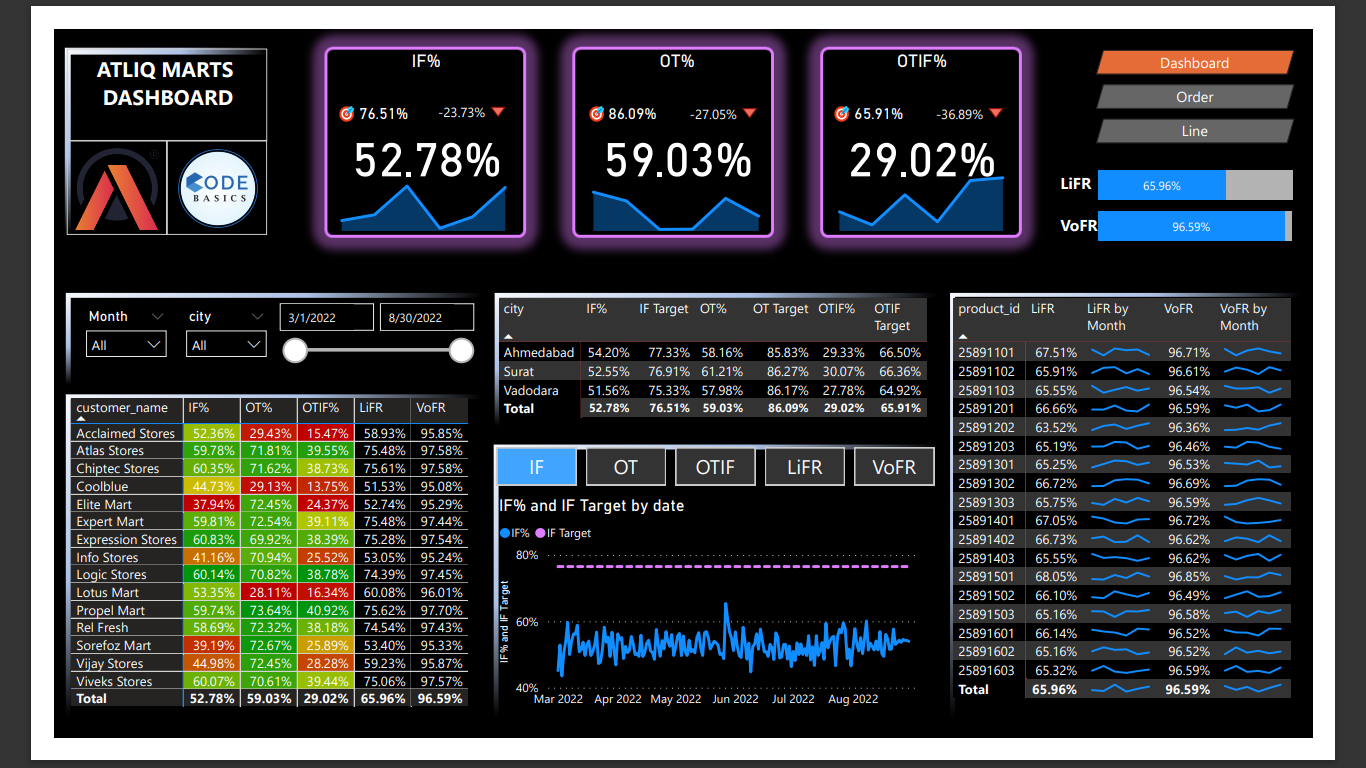 ATLIQ MARTS
DASHBOARD
CODE
BASICS
IF%
76.51% -23.73%
52.78%
OT%
86.09% -27.05%
59.03%
OTIF%
65.91% -36.89%
29.02%
Dashboard
Order
Line
LiFR 65.96%
VoFR 96.59%
Month city 3/1/2022 8/30/2022
All All
customer_name IF% OT% OTIF% LiFR VoFR
Acclaimed Stores 52.36% 29.43% 15.47% 58.93% 95.85%
Atlas Stores 59.78% 71.81% 39.55% 75.48% 97.58%
Chiptec Stores 60.35% 71.62% 38.73% 75.61% 97.58%
Coolblue 44.73% 29.13% 13.75% 51.53% 95.08%
Elite Mart 37.94% 72.45% 24.37% 52.74% 95.29%
Expert Mart 59.81% 72.54% 39.11% 75.48% 97.44%
Expression Stores 60.83% 69.92% 38.39% 75.28% 97.54%
Info Stores 41.16% 70.94% 25.52% 53.05% 95.24%
Logic Stores 60.14% 70.82% 38.78% 74.39% 97.45%
Lotus Mart 53.35% 28.11% 16.34% 60.08% 96.01%
Propel Mart 59.74% 73.64% 40.92% 75.62% 97.70%
Rel Fresh 58.69% 72.32% 38.18% 74.54% 97.43%
Sorefoz Mart 39.19% 72.67% 25.89% 53.40% 95.33%
Vijay Stores 44.98% 72.45% 28.28% 59.23% 95.87%
Viveks Stores 60.07% 70.61% 39.44% 75.06% 97.57%
Total 52.78% 59.03% 29.02% 65.96% 96.59%
city IF% IF Target OT% OT Target OTIF% OTIF
Target
Ahmedabad 54.20% 77.33% 58.16% 85.83% 29.33% 66.50%
Surat 52.55% 76.91% 61.21% 86.27% 30.07% 66.36%
Vadodara 51.56% 75.33% 57.98% 86.17% 27.78% 64.92%
Total 52.78% 76.51% 59.03% 86.09% 29.02% 65.91%
IF OT OTIF LiFR VoFR
IF% and IF Target by date
IF% IF Target
IF% and IF Target
80%
60%
40%
Mar 2022 Apr 2022 May 2022 Jun 2022 Jul 2022 Aug 2022
product_id LiFR LiFR by VoFR VoFR by
Month Month
25891101 67.51% 96.71%
25891102 65.91% 96.61%
25891103 65.55% 96.54%
25891201 66.66% 96.59%
25891202 63.52% 96.36%
25891203 65.19% 96.46%
25891301 65.25% 96.53%
25891302 66.72% 96.69%
25891303 65.75% 96.59%
25891401 67.05% 96.72%
25891402 66.73% 96.62%
25891403 65.55% 96.62%
25891501 68.05% 96.85%
25891502 66.10% 96.49%
25891503 65.16% 96.58%
25891601 66.14% 96.52%
25891602 65.16% 96.52%
25891603 65.32% 96.59%
Total 65.96% 96.59%